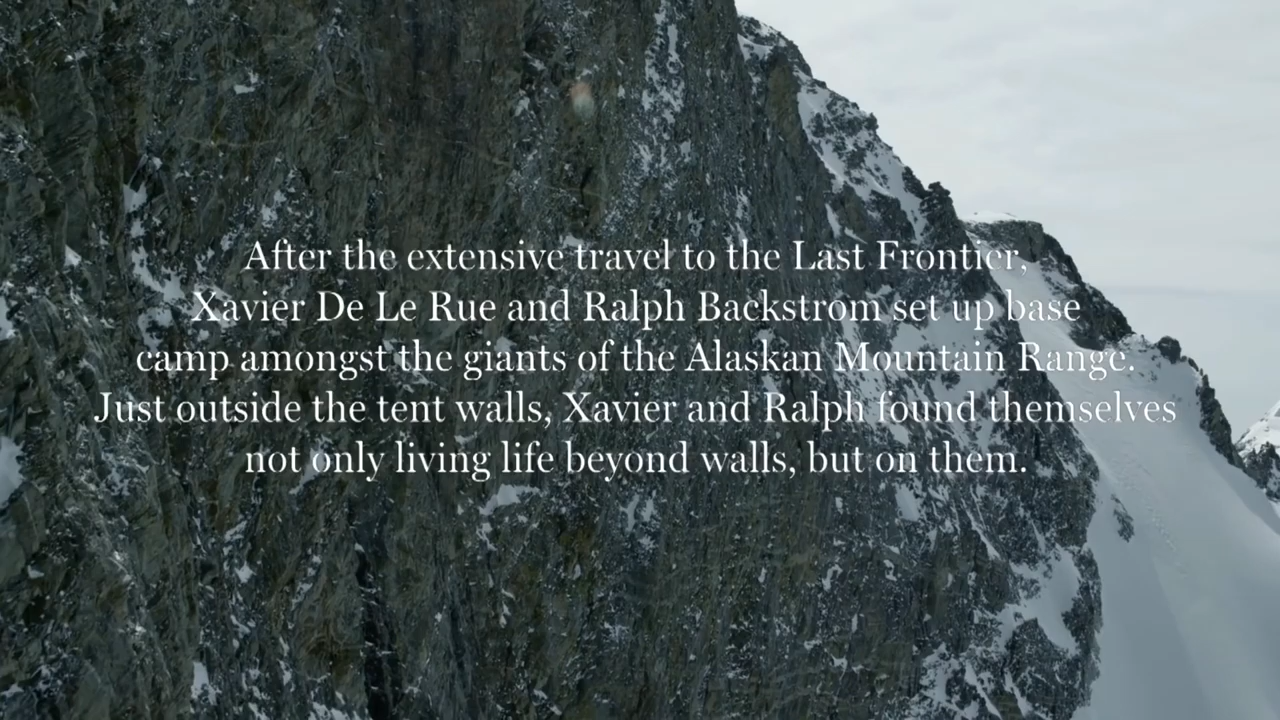 After the extensive travel to the Last Frontier,
Xavier De Le Rue and Ralph Backstrom set up base
camp amongst the giants of the Alaskan Mountain Range.
Just outside the tent walls, Xavier and Ralph found themselves
not only living life beyond walls, but on them.